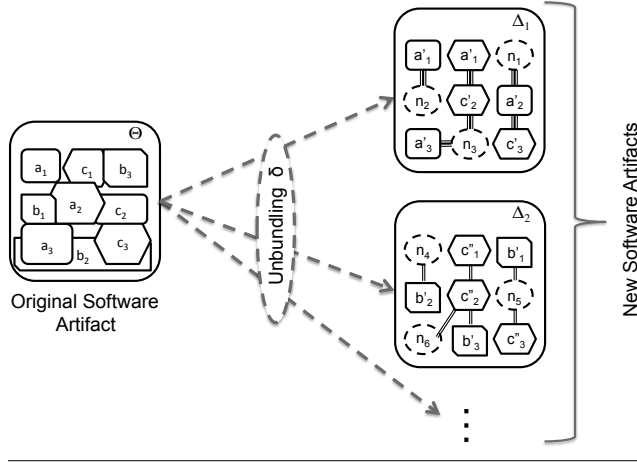 Θ
a₁ c₁ b₃
b₁ a₂ c₂
a₃ b₂ c₃
Original Software
Artifact
Unbundling δ
Δ₁
a'₁ a'₁ n₁
n₂ c'₂ a'₂
a'₃ n₃ c'₃
Δ₂
n₄ c"₁ b'₁
b'₂ c"₂ n₅
n₆ b'₃ c"₃
⋮
New Software Artifacts